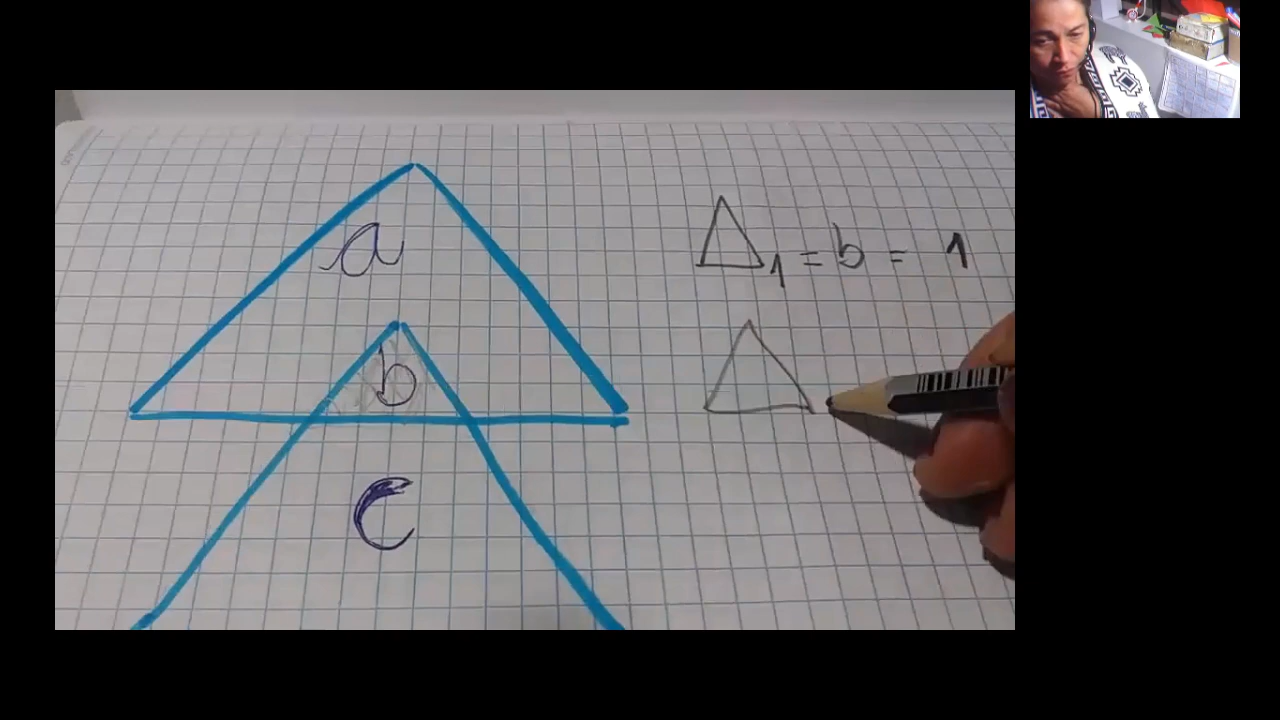 a
△₁ = b = 1
b
c